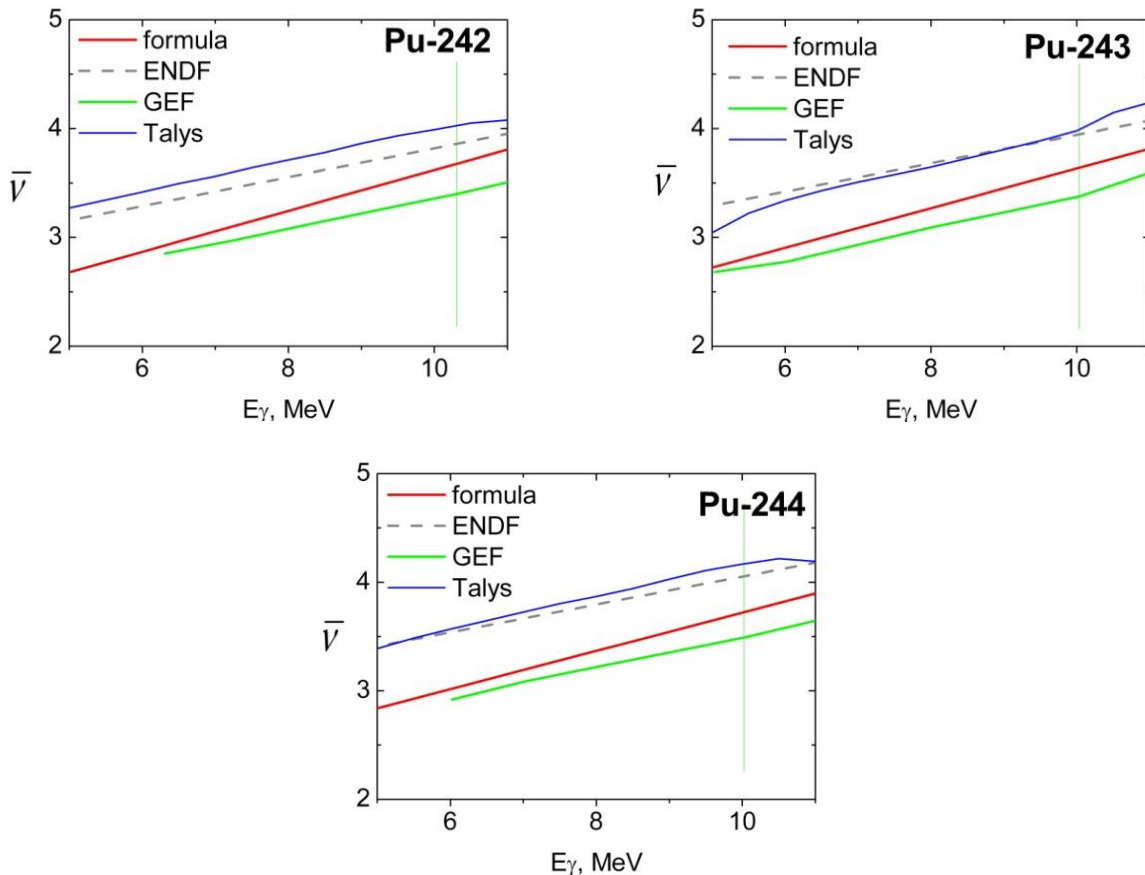 5
4
3
2
ν̅
formula
ENDF
GEF
Talys
Pu-242
6
8
10
Eγ, MeV
5
4
3
2
ν̅
formula
ENDF
GEF
Talys
Pu-243
6
8
10
Eγ, MeV
5
4
3
2
ν̅
formula
ENDF
GEF
Talys
Pu-244
6
8
10
Eγ, MeV